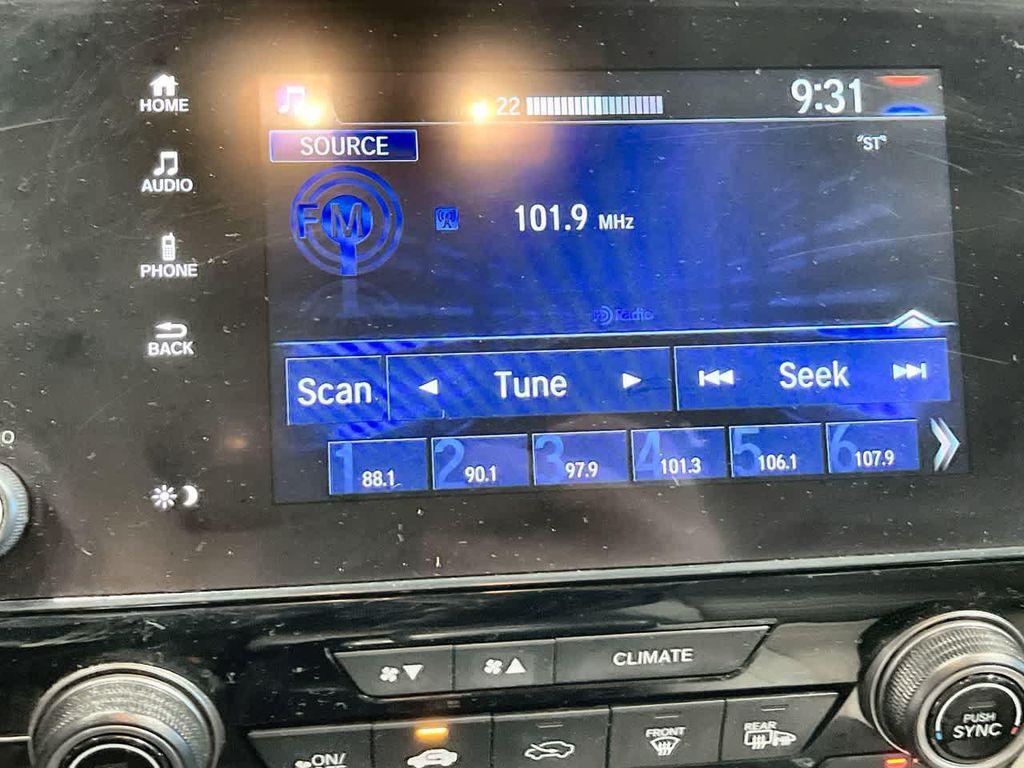 HOME
22
9:31
SOURCE
"ST"
AUDIO
FM
101.9 MHz
PHONE
HD Radio
BACK
Scan
Tune
Seek
1 88.1
2 90.1
3 97.9
4 101.3
5 106.1
6 107.9
CLIMATE
ON/
FRONT
REAR
PUSH
SYNC